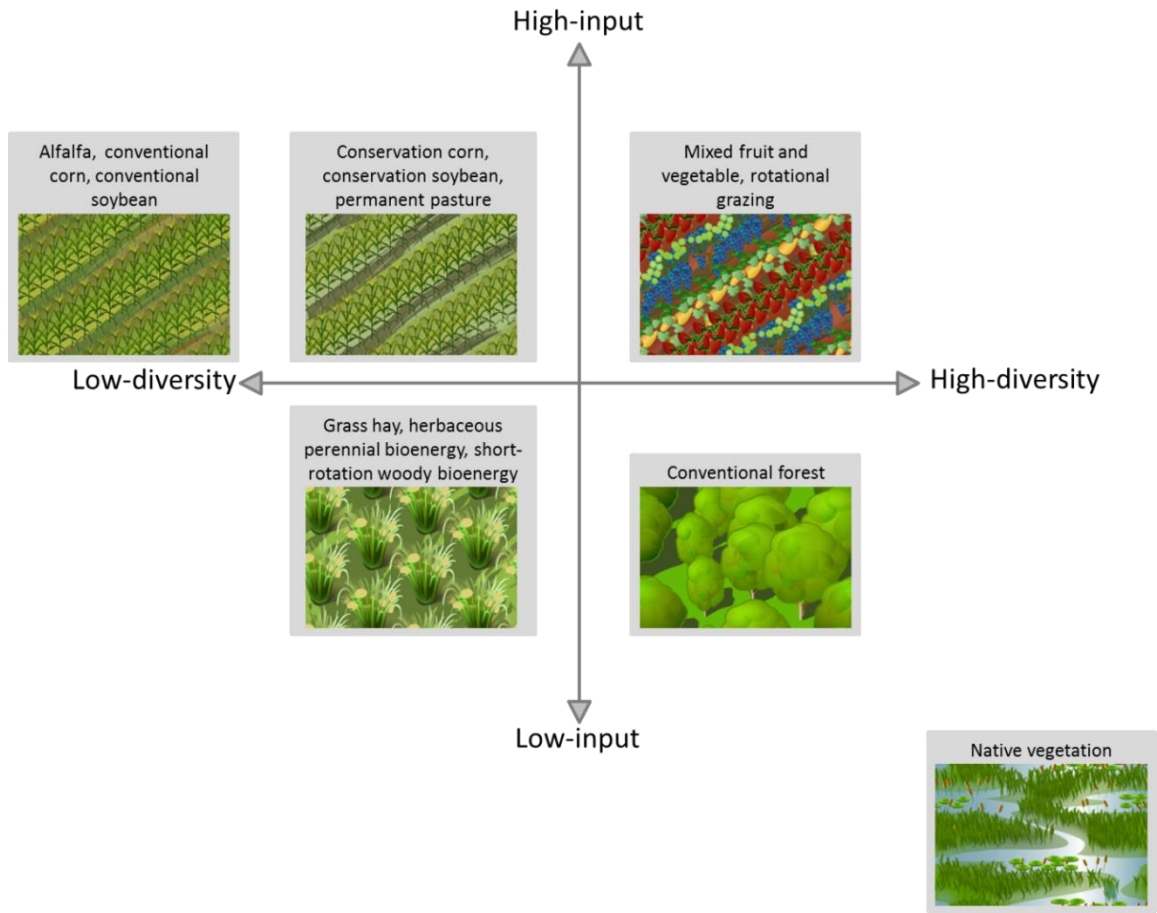 High-input
Alfalfa, conventional
corn, conventional
soybean
Conservation corn,
conservation soybean,
permanent pasture
Mixed fruit and
vegetable, rotational
grazing
Low-diversity
High-diversity
Grass hay, herbaceous
perennial bioenergy, short-
rotation woody bioenergy
Conventional forest
Low-input
Native vegetation